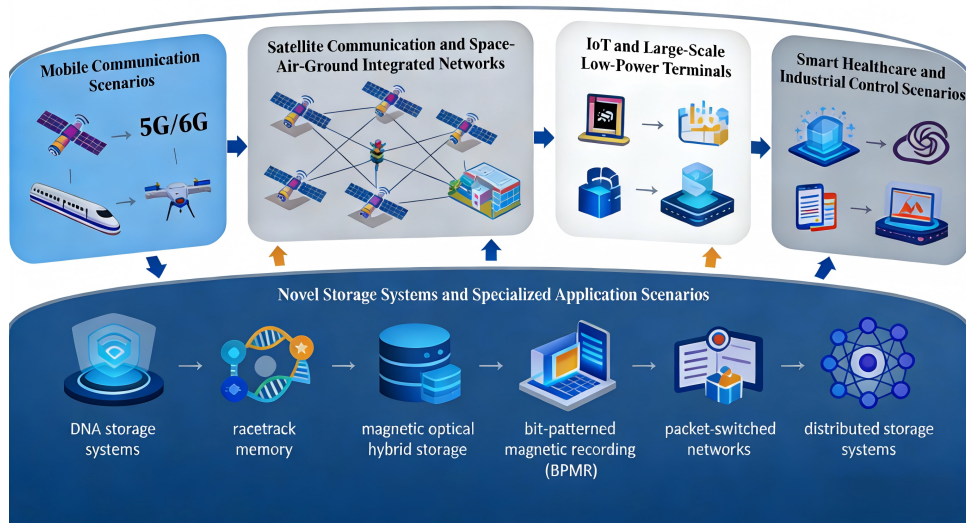 Mobile Communication
Scenarios
5G/6G
Satellite Communication and Space-
Air-Ground Integrated Networks
IoT and Large-Scale
Low-Power Terminals
Smart Healthcare and
Industrial Control Scenarios
Novel Storage Systems and Specialized Application Scenarios
DNA storage
systems
racetrack
memory
magnetic optical
hybrid storage
bit-patterned
magnetic recording
(BPMR)
packet-switched
networks
distributed storage
systems